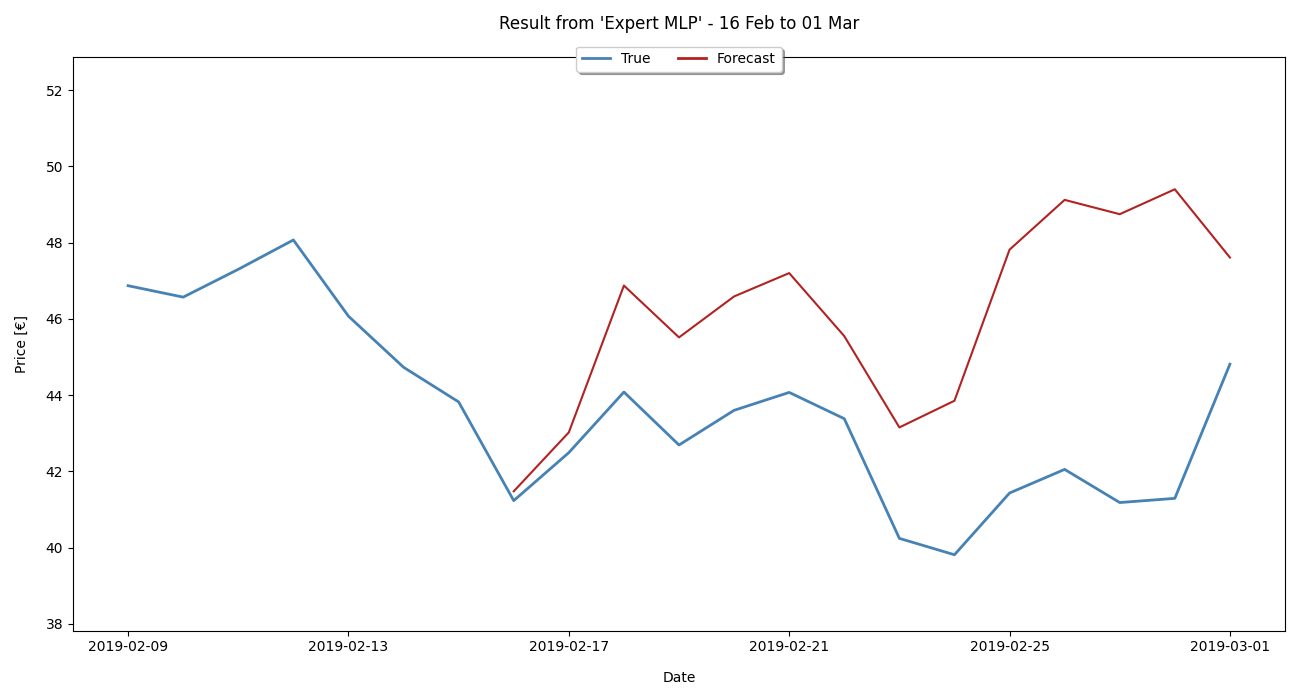 Result from 'Expert MLP' - 16 Feb to 01 Mar
True Forecast
52
50
48
46
44
42
40
38
Price [€]
2019-02-09 2019-02-13 2019-02-17 2019-02-21 2019-02-25 2019-03-01
Date